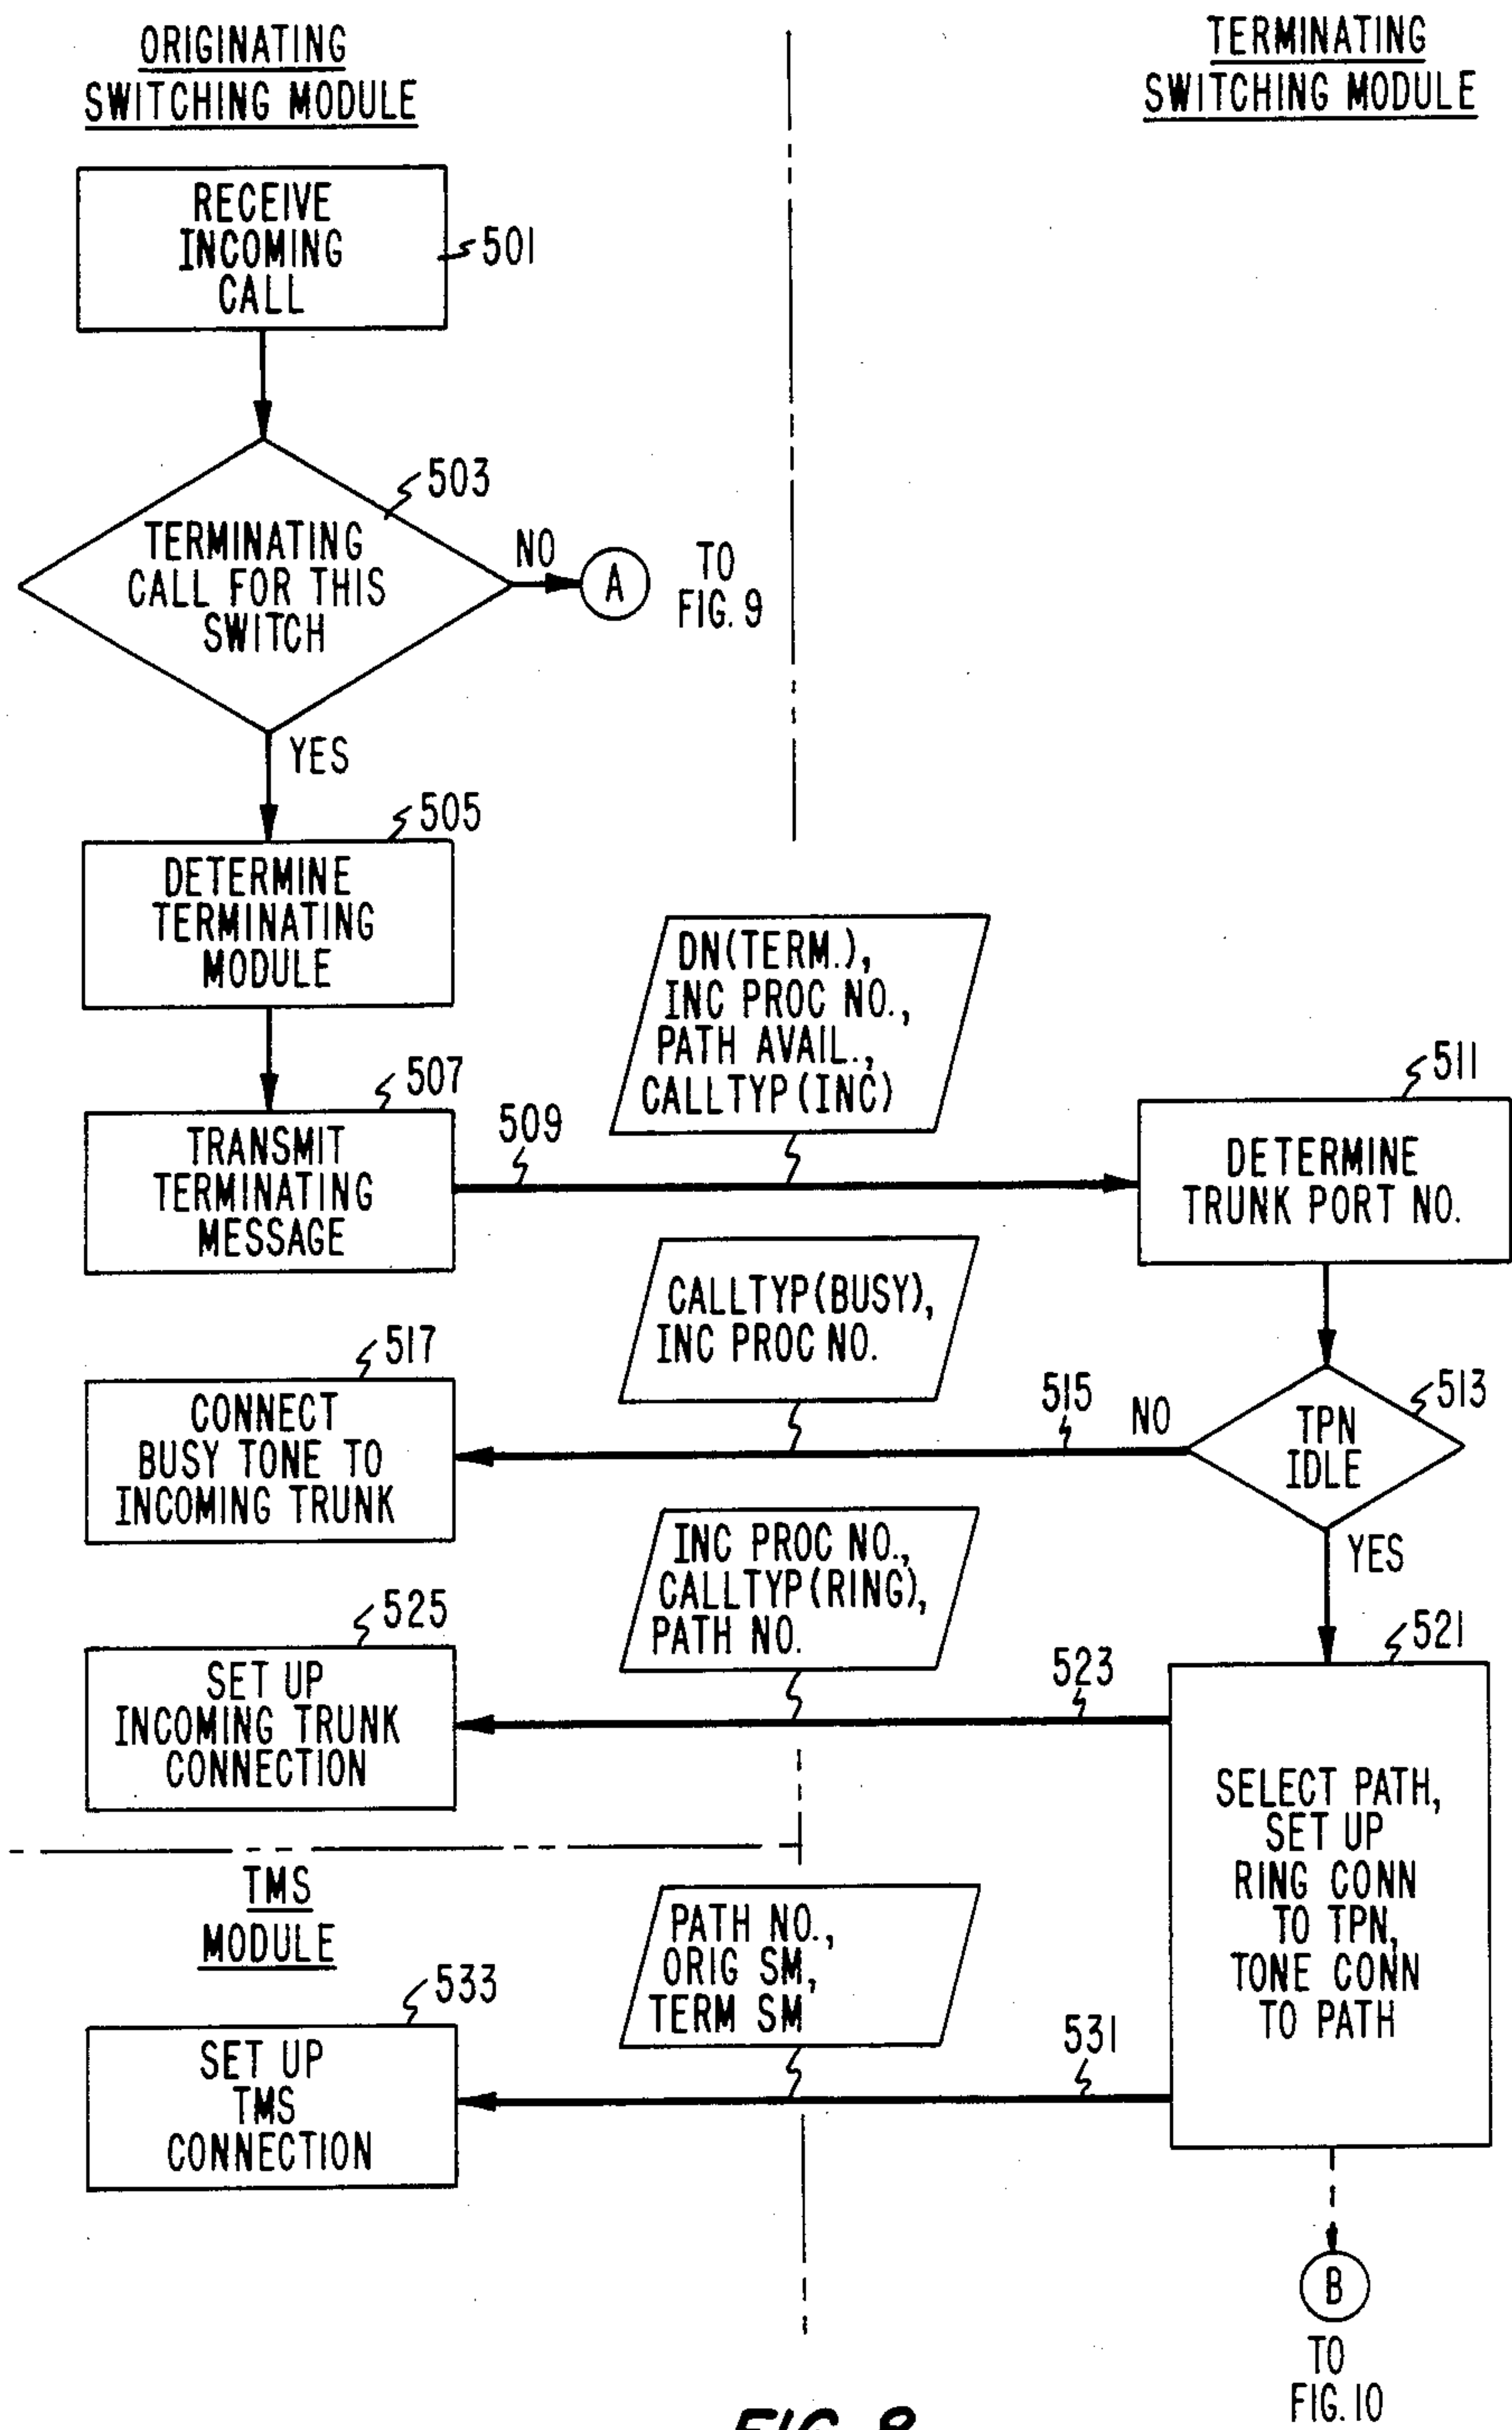 ORIGINATING
SWITCHING MODULE
TERMINATING
SWITCHING MODULE
RECEIVE
INCOMING
CALL
501
503
TERMINATING
CALL FOR THIS
SWITCH
NO
A
TO
FIG. 9
YES
505
DETERMINE
TERMINATING
MODULE
DN(TERM.),
INC PROC NO.,
PATH AVAIL.,
CALLTYP(INC)
507
TRANSMIT
TERMINATING
MESSAGE
509
511
DETERMINE
TRUNK PORT NO.
CALLTYP(BUSY),
INC PROC NO.
517
CONNECT
BUSY TONE TO
INCOMING TRUNK
515
NO
513
TPN
IDLE
YES
INC PROC NO.,
CALLTYP(RING),
PATH NO.
525
SET UP
INCOMING TRUNK
CONNECTION
523
521
SELECT PATH,
SET UP
RING CONN
TO TPN,
TONE CONN
TO PATH
TMS
MODULE
PATH NO.,
ORIG SM,
TERM SM
533
SET UP
TMS
CONNECTION
531
B
TO
FIG. 10